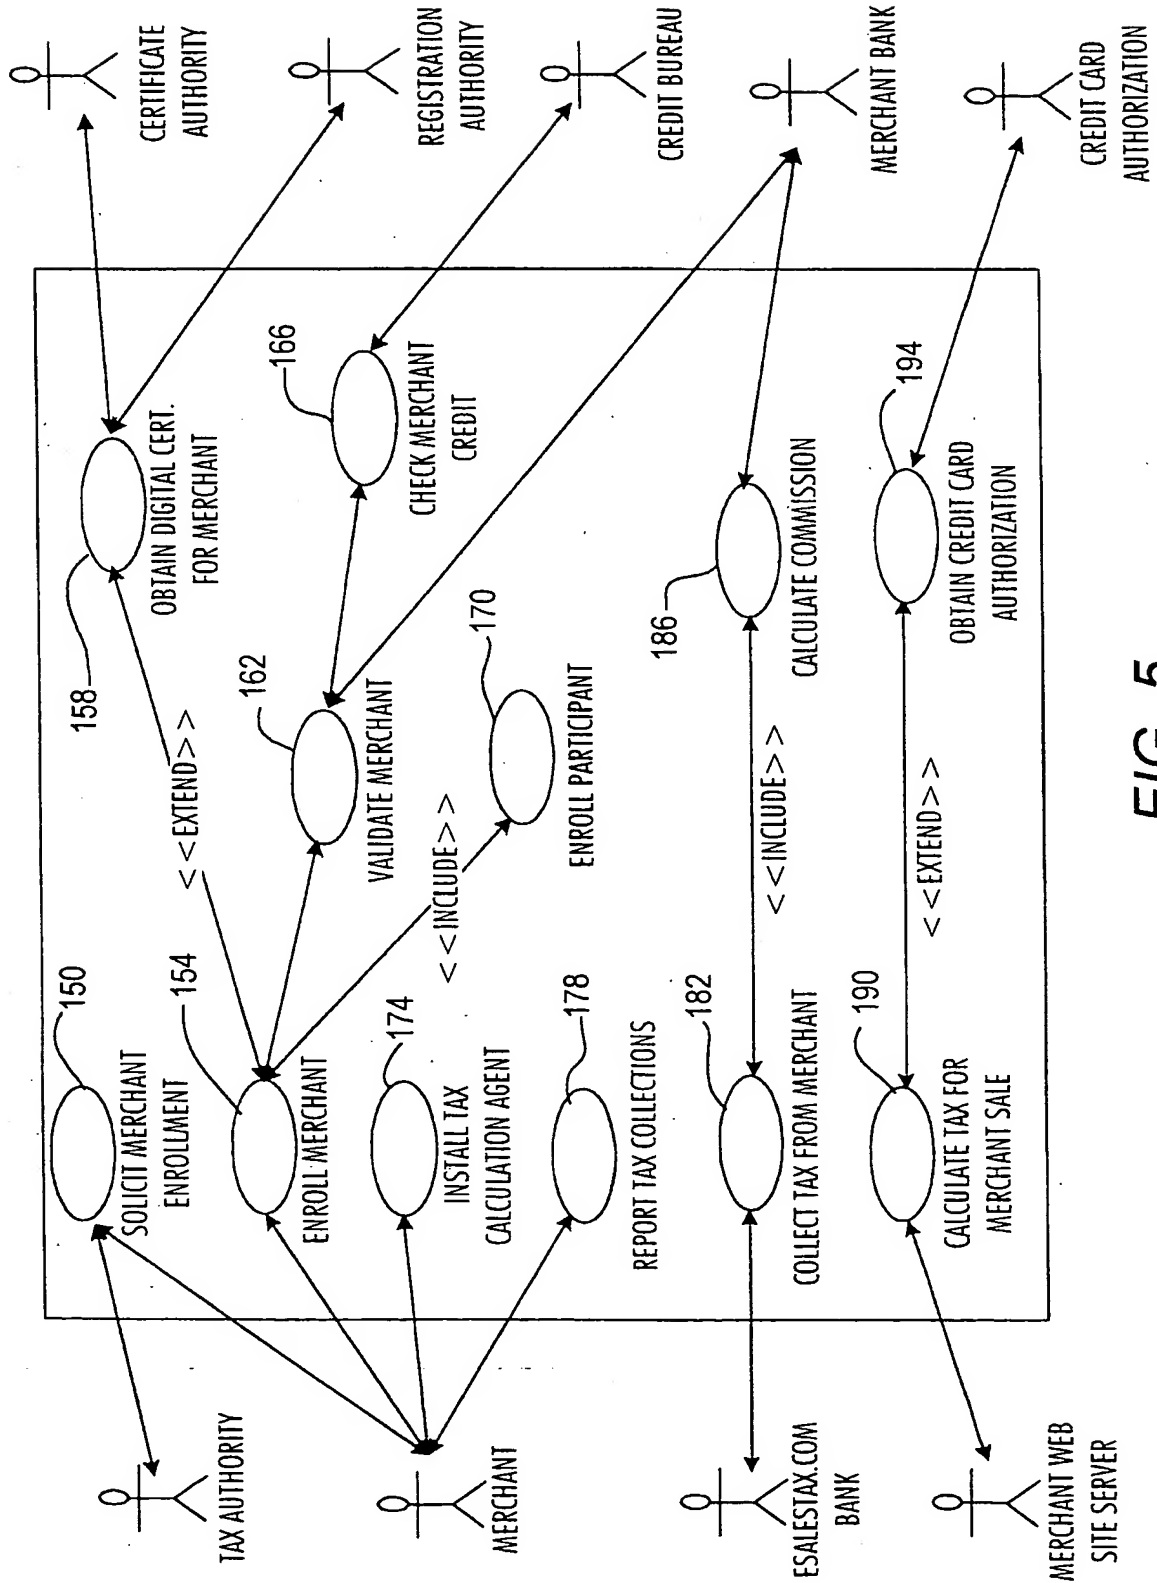 CERTIFICATE
AUTHORITY
REGISTRATION
AUTHORITY
CREDIT BUREAU
MERCHANT BANK
CREDIT CARD
AUTHORIZATION
158
OBTAIN DIGITAL CERT.
FOR MERCHANT
166
CHECK MERCHANT
CREDIT
<<EXTEND>>
162
VALIDATE MERCHANT
170
ENROLL PARTICIPANT
<<INCLUDE>>
186
CALCULATE COMMISSION
<<INCLUDE>>
194
OBTAIN CREDIT CARD
AUTHORIZATION
<<EXTEND>>
150
SOLICIT MERCHANT
ENROLLMENT
154
ENROLL MERCHANT
174
INSTALL TAX
CALCULATION AGENT
178
REPORT TAX COLLECTIONS
182
COLLECT TAX FROM MERCHANT
190
CALCULATE TAX FOR
MERCHANT SALE
TAX AUTHORITY
MERCHANT
ESALESTAX.COM
BANK
MERCHANT WEB
SITE SERVER
FIG. 5